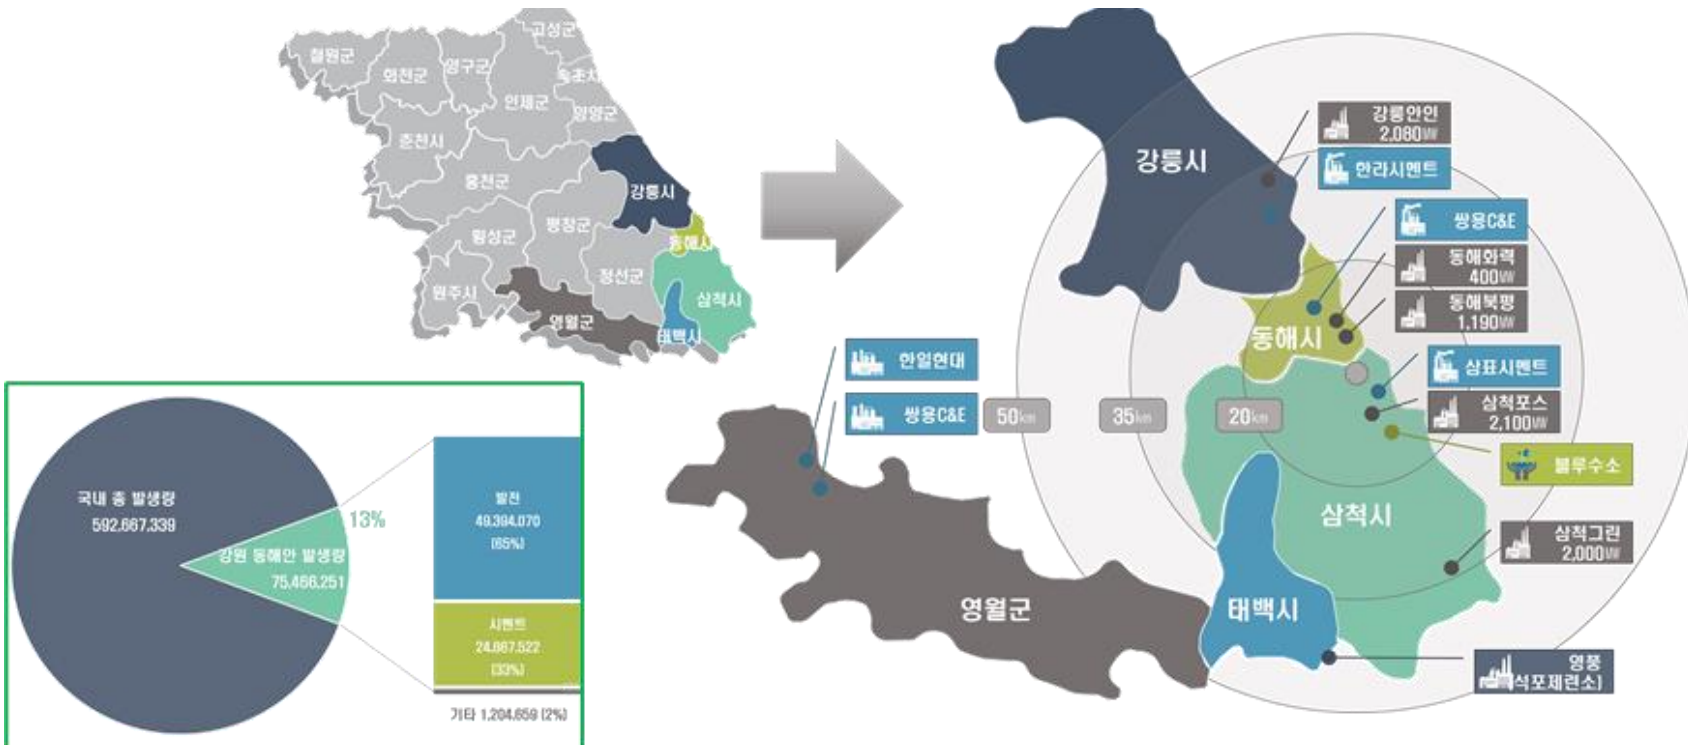 고성군
철원군
화천군
양구군
인제군
양양군
춘천시
홍천군
강릉시
평창군
횡성군
동해시
정선군
원주시
삼척시
영월군
태백시
국내 총 발생량
592,667,339
13%
강원 동해안 발생량
75,466,251
발전
49,394,070
(65%)
시멘트
24,867,522
(33%)
기타 1,204,659 (2%)
강릉시
강릉안인
2,080MW
한라시멘트
쌍용C&E
동해화력
400MW
동해북평
1,190MW
동해시
한일현대
쌍용C&E
50km
35km
20km
삼표시멘트
삼척포스
2,100MW
블루수소
삼척시
삼척그린
2,000MW
영월군
태백시
영풍
(석포제련소)